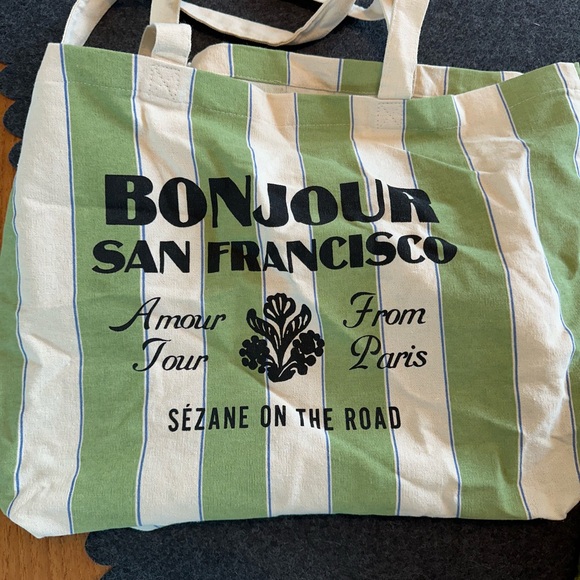 BONJOUR
SAN FRANCISCO
Amour From
Tour Paris
SÉZANE ON THE ROAD